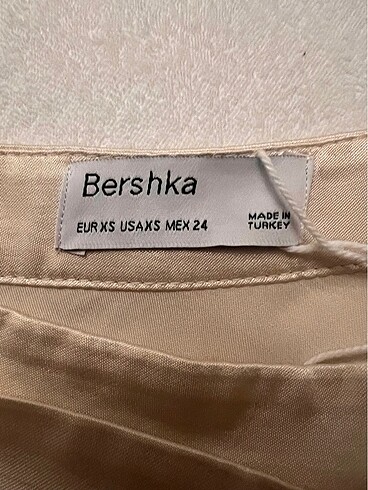 Bershka
EUR XS USA XS MEX 24
MADE IN
TURKEY